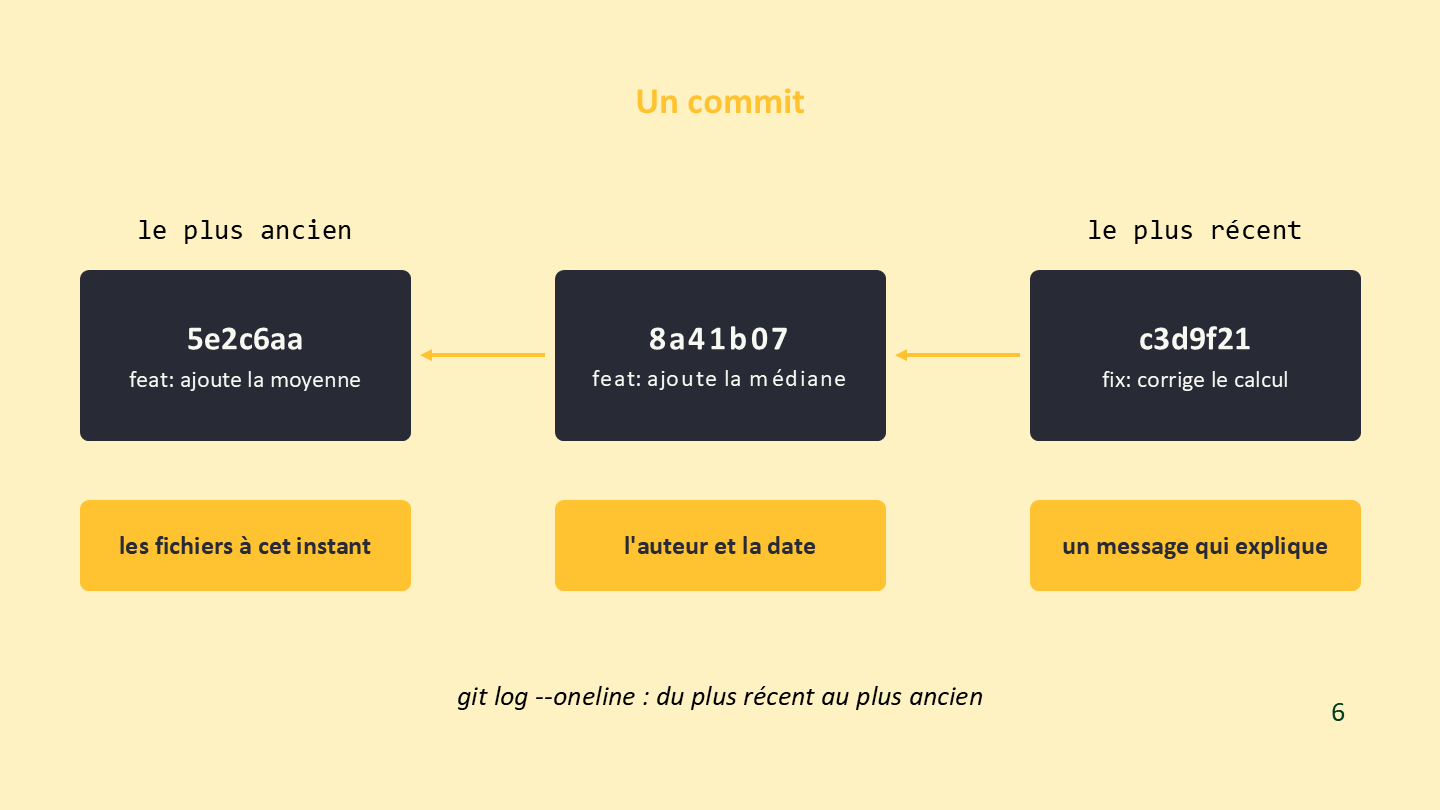 Un commit
le plus ancien
le plus récent
5e2c6aa
feat: ajoute la moyenne
8a41b07
feat: ajoute la médiane
c3d9f21
fix: corrige le calcul
les fichiers à cet instant
l'auteur et la date
un message qui explique
git log --oneline : du plus récent au plus ancien
6